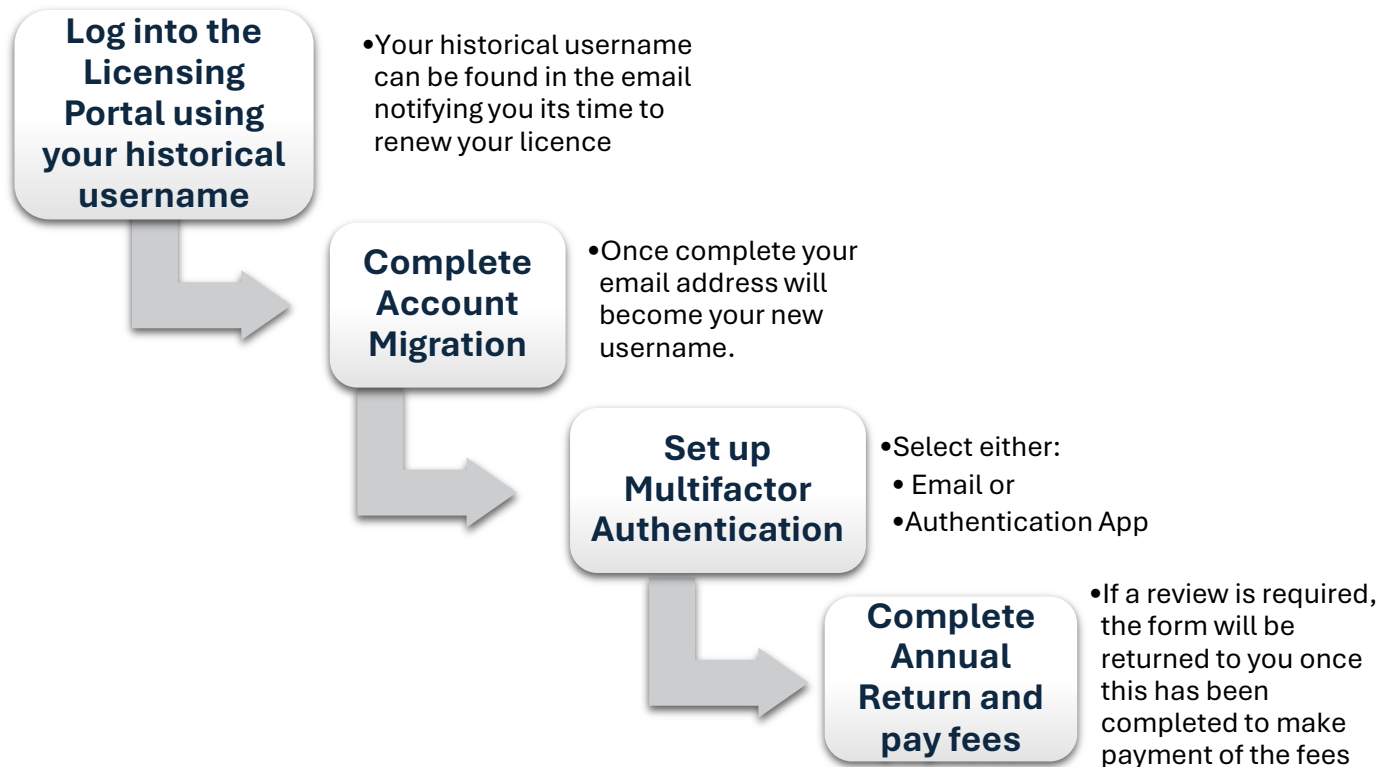 Log into the
Licensing
Portal using
your historical
username
•Your historical username
can be found in the email
notifying you its time to
renew your licence
Complete
Account
Migration
•Once complete your
email address will
become your new
username.
Set up
Multifactor
Authentication
•Select either:
• Email or
•Authentication App
Complete
Annual
Return and
pay fees
•If a review is required,
the form will be
returned to you once
this has been
completed to make
payment of the fees